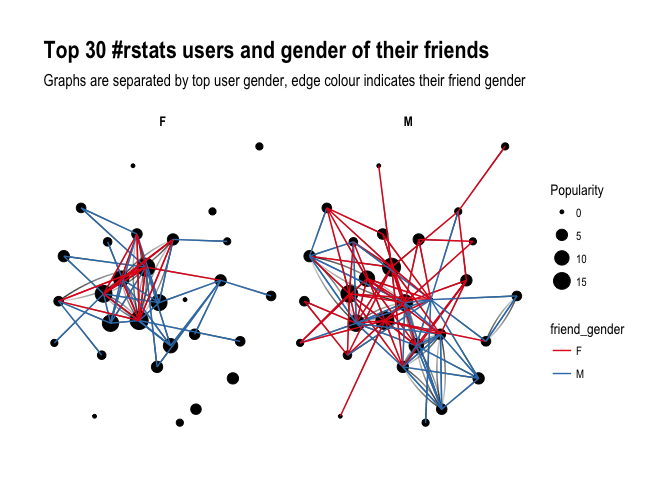 Top 30 #rstats users and gender of their friends
Graphs are separated by top user gender, edge colour indicates their friend gender
F
M
Popularity
0
5
10
15
friend_gender
F
M